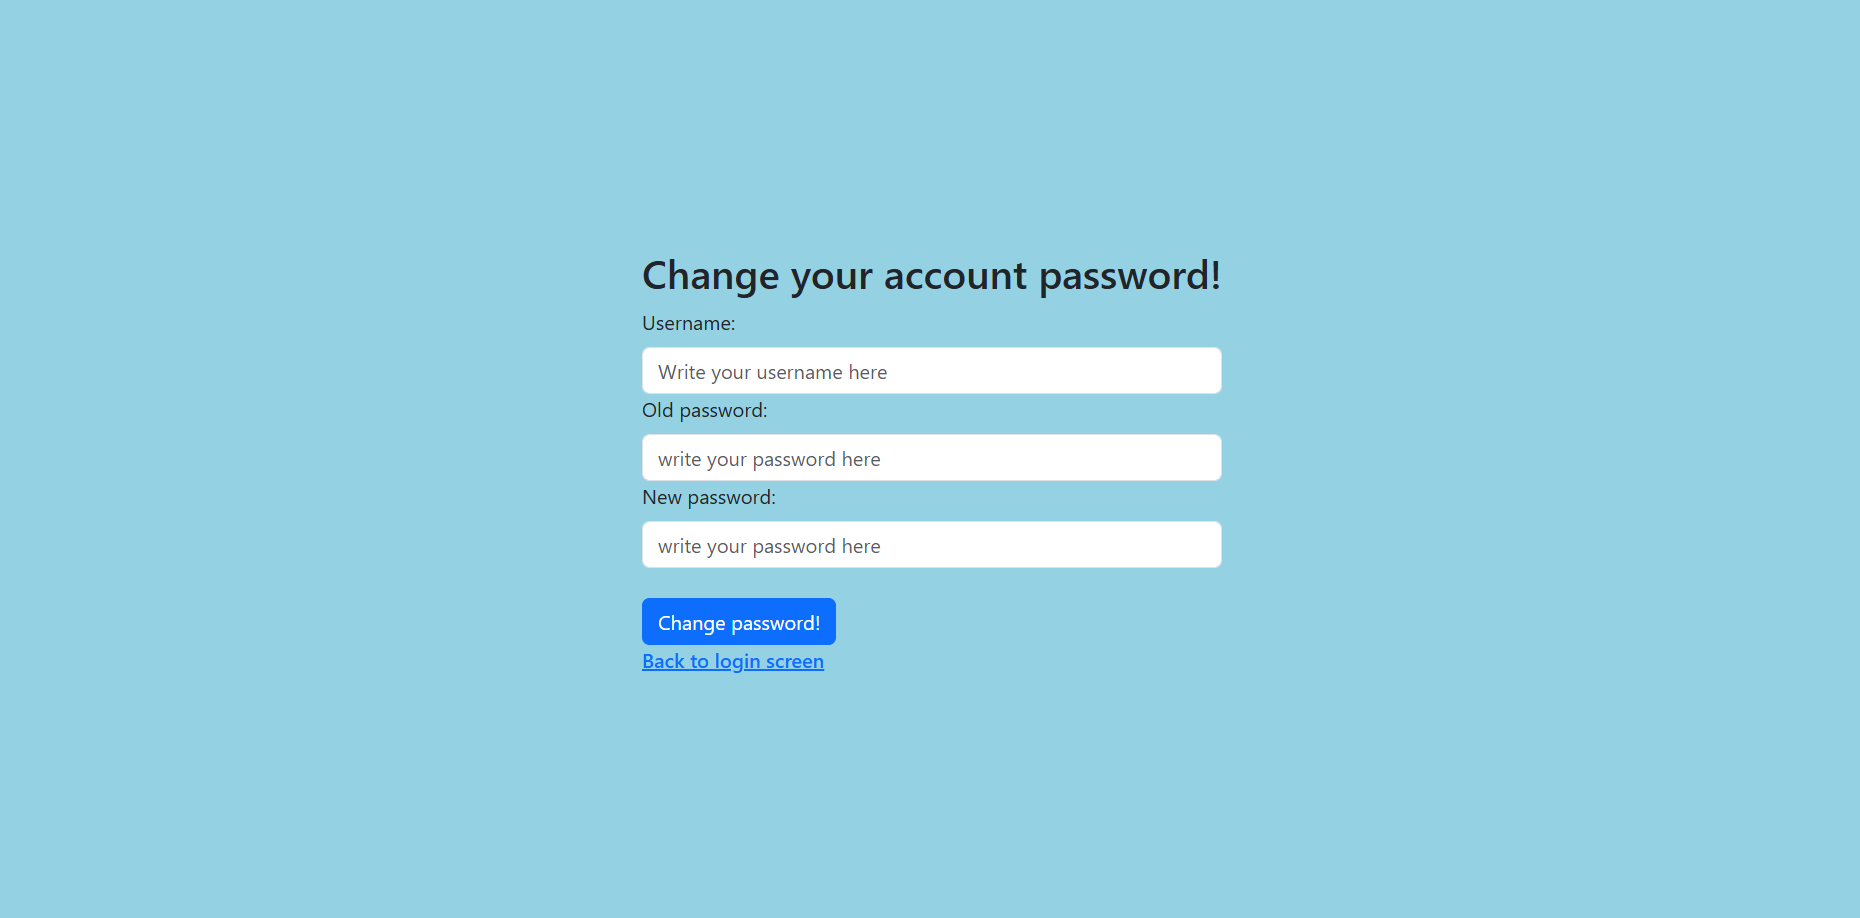 Change your account password!
Username:
Write your username here
Old password:
write your password here
New password:
write your password here
Change password!
Back to login screen